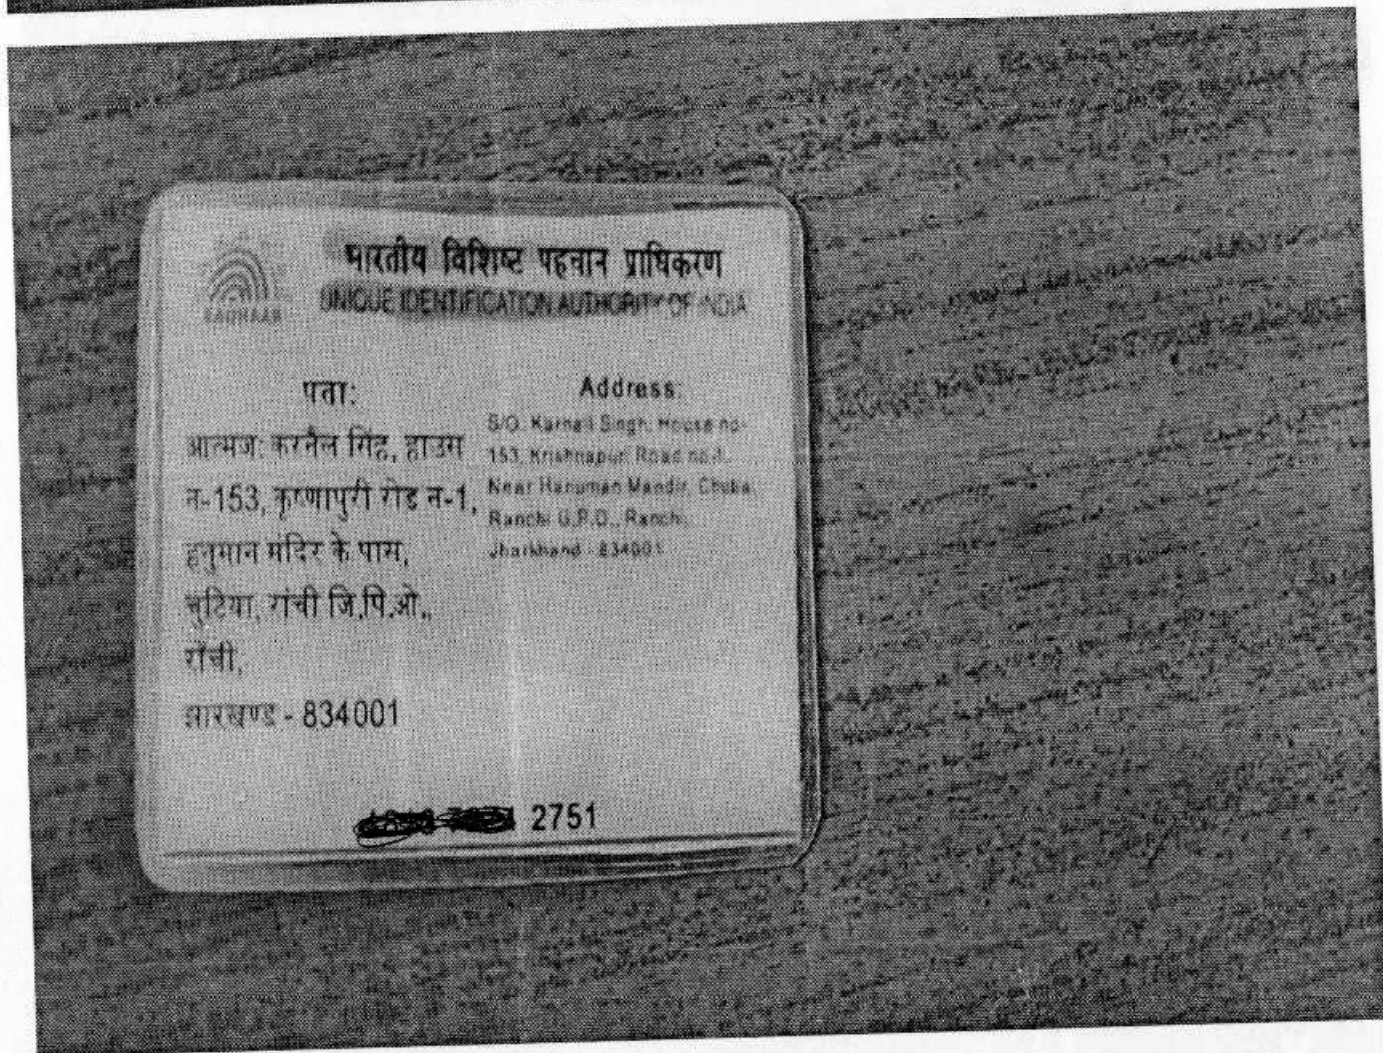 भारतीय विशिष्ट पहचान प्राधिकरण
UNIQUE IDENTIFICATION AUTHORITY OF INDIA
AADHAAR
पता:
आत्मज: करनैल सिंह, हाउस
न-153, कृष्णापुरी रोड न-1,
हनुमान मंदिर के पास,
चुटिया, रांची जि.पि.ओ.,
राँची,
झारखण्ड - 834001
Address:
S/O: Karnail Singh, House no-
153, Krishnapuri Road no.1,
Near Hanuman Mandir,
Ranchi G.P.O., Ranchi,
Jharkhand - 834001
2751